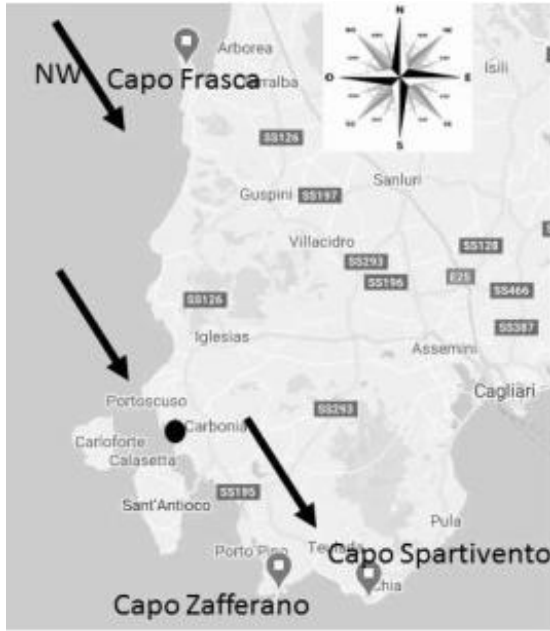 N
Arborea
Isili
NW
Capo Frasca
O
E
S
SS126
Sanluri
Guspini
SS197
Villacidro
SS128
SS293
E25
SS196
SS466
SS126
SS387
Iglesias
Assemini
Cagliari
Portoscuso
SS293
Carbonia
Carloforte
Calasetta
SS195
Sant'Antioco
Pula
Porto Pino
Teulada
Capo Spartivento
Chia
Capo Zafferano